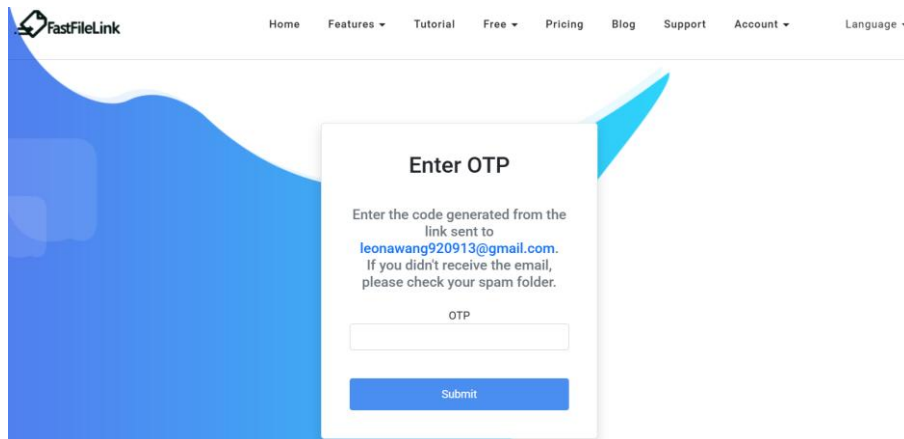 FastFileLink
Home Features Tutorial Free Pricing Blog Support Account Language
Enter OTP
Enter the code generated from the
link sent to
leonawang920913@gmail.com.
If you didn't receive the email,
please check your spam folder.
OTP
Submit